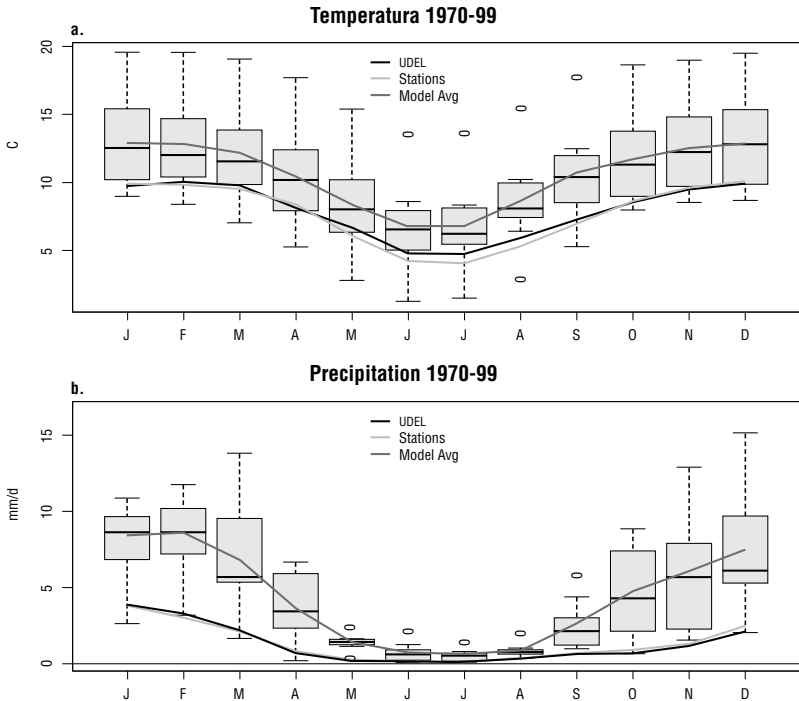 Temperatura 1970-99
a.
UDEL
Stations
Model Avg
C
20
15
10
5
J F M A M J J A S O N D
Precipitation 1970-99
b.
UDEL
Stations
Model Avg
mm/d
15
10
5
0
J F M A M J J A S O N D